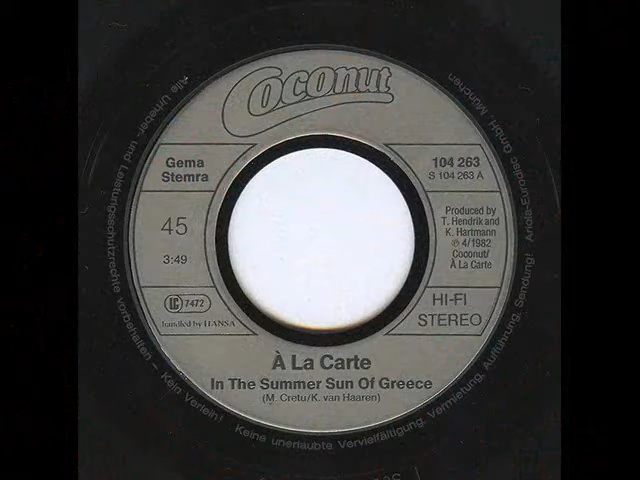 Coconut
Gema
Stemra
45
3:49
LC 7472
handled by HANSA
104 263
S 104 263 A
Produced by
T. Hendrik and
K. Hartmann
℗ 4/1982
Coconut/
À La Carte
HI-FI
STEREO
À La Carte
In The Summer Sun Of Greece
(M. Cretu/K. van Haaren)
Alle Urheber- und Leistungsschutzrechte vorbehalten – Kein Verleih! Keine unerlaubte Vervielfältigung, Vermietung, Aufführung, Sendung! Ariola-Eurodisc GmbH, München